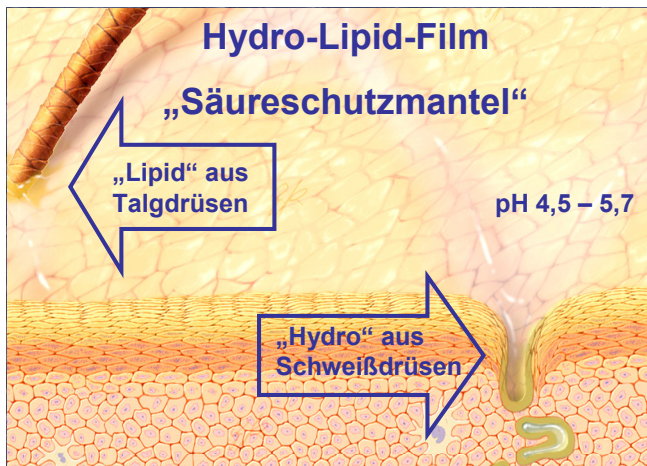 Hydro-Lipid-Film
„Säureschutzmantel“
„Lipid“ aus
Talgdrüsen
pH 4,5 – 5,7
„Hydro“ aus
Schweißdrüsen